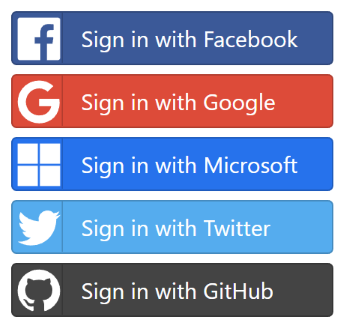 Sign in with Facebook
Sign in with Google
Sign in with Microsoft
Sign in with Twitter
Sign in with GitHub